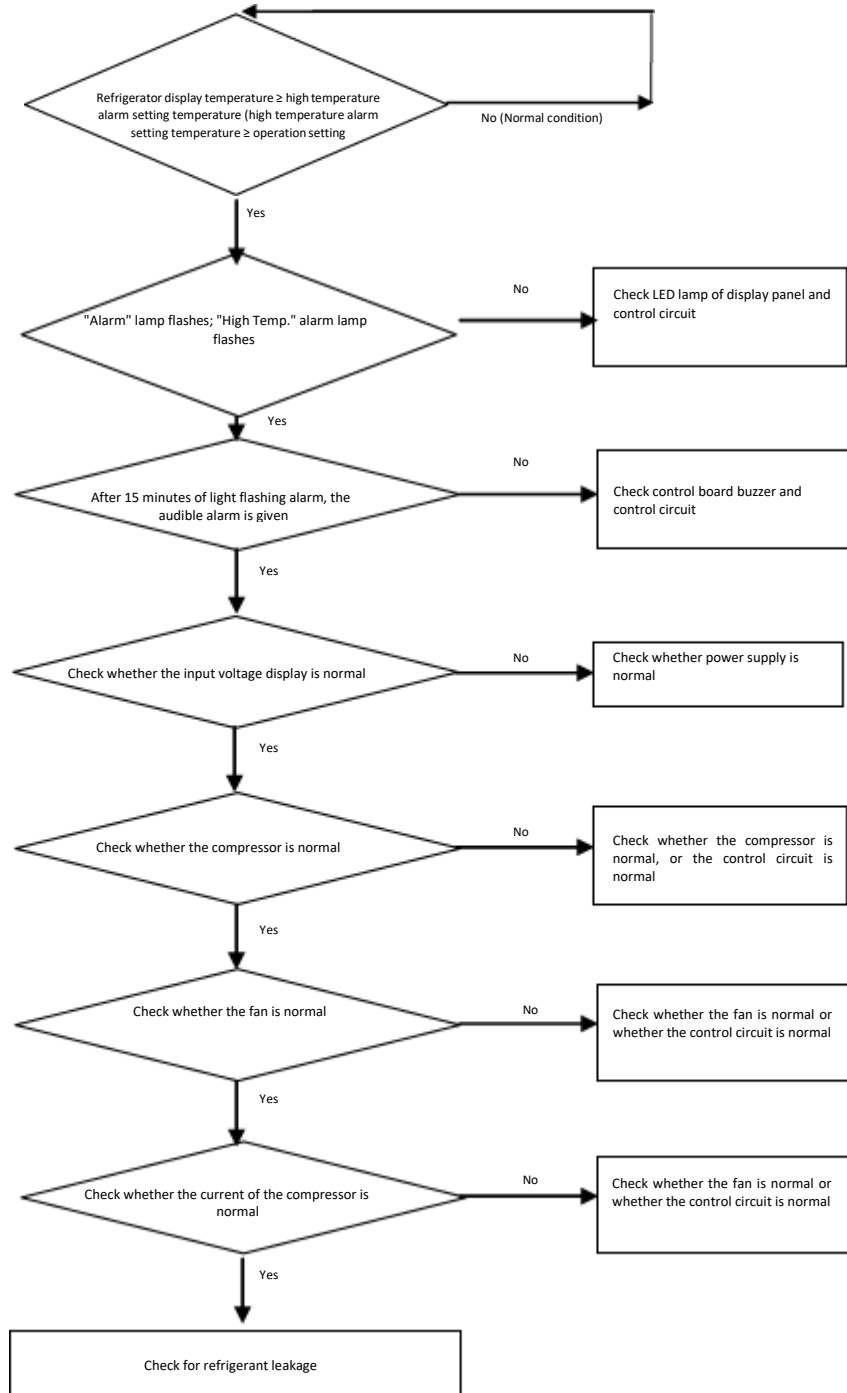 Refrigerator display temperature ≥ high temperature
alarm setting temperature (high temperature alarm
setting temperature ≥ operation setting
No (Normal condition)
Yes
"Alarm" lamp flashes; "High Temp." alarm lamp
flashes
No
Check LED lamp of display panel and
control circuit
Yes
After 15 minutes of light flashing alarm, the
audible alarm is given
No
Check control board buzzer and
control circuit
Yes
Check whether the input voltage display is normal
No
Check whether power supply is
normal
Yes
Check whether the compressor is normal
No
Check whether the compressor is
normal, or the control circuit is
normal
Yes
Check whether the fan is normal
No
Check whether the fan is normal or
whether the control circuit is normal
Yes
Check whether the current of the compressor is
normal
No
Check whether the fan is normal or
whether the control circuit is normal
Yes
Check for refrigerant leakage